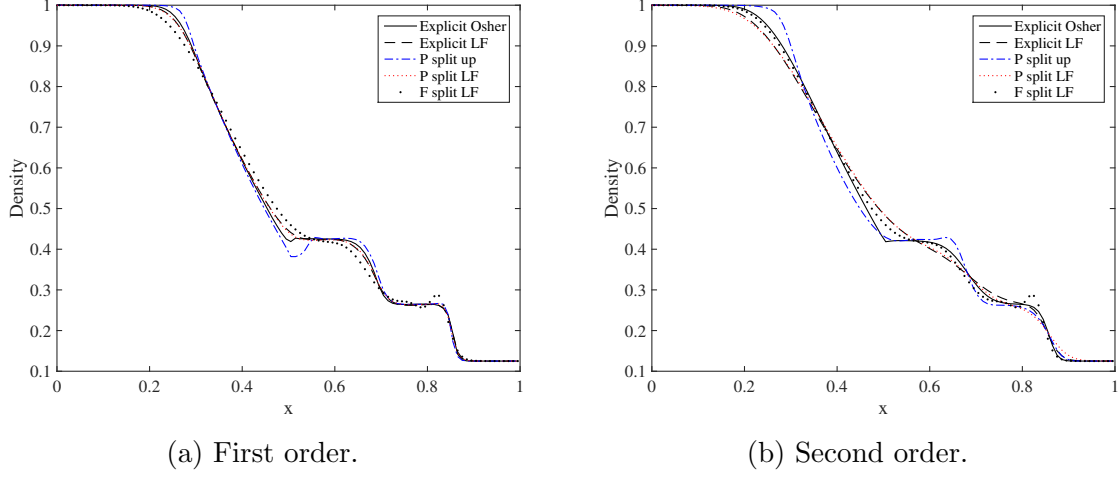 1
0.9
0.8
0.7
0.6
0.5
0.4
0.3
0.2
0.1
Density
0 0.2 0.4 0.6 0.8 1
x
Explicit Osher
Explicit LF
P split up
P split LF
F split LF
(a) First order.
1
0.9
0.8
0.7
0.6
0.5
0.4
0.3
0.2
0.1
Density
0 0.2 0.4 0.6 0.8 1
x
Explicit Osher
Explicit LF
P split up
P split LF
F split LF
(b) Second order.